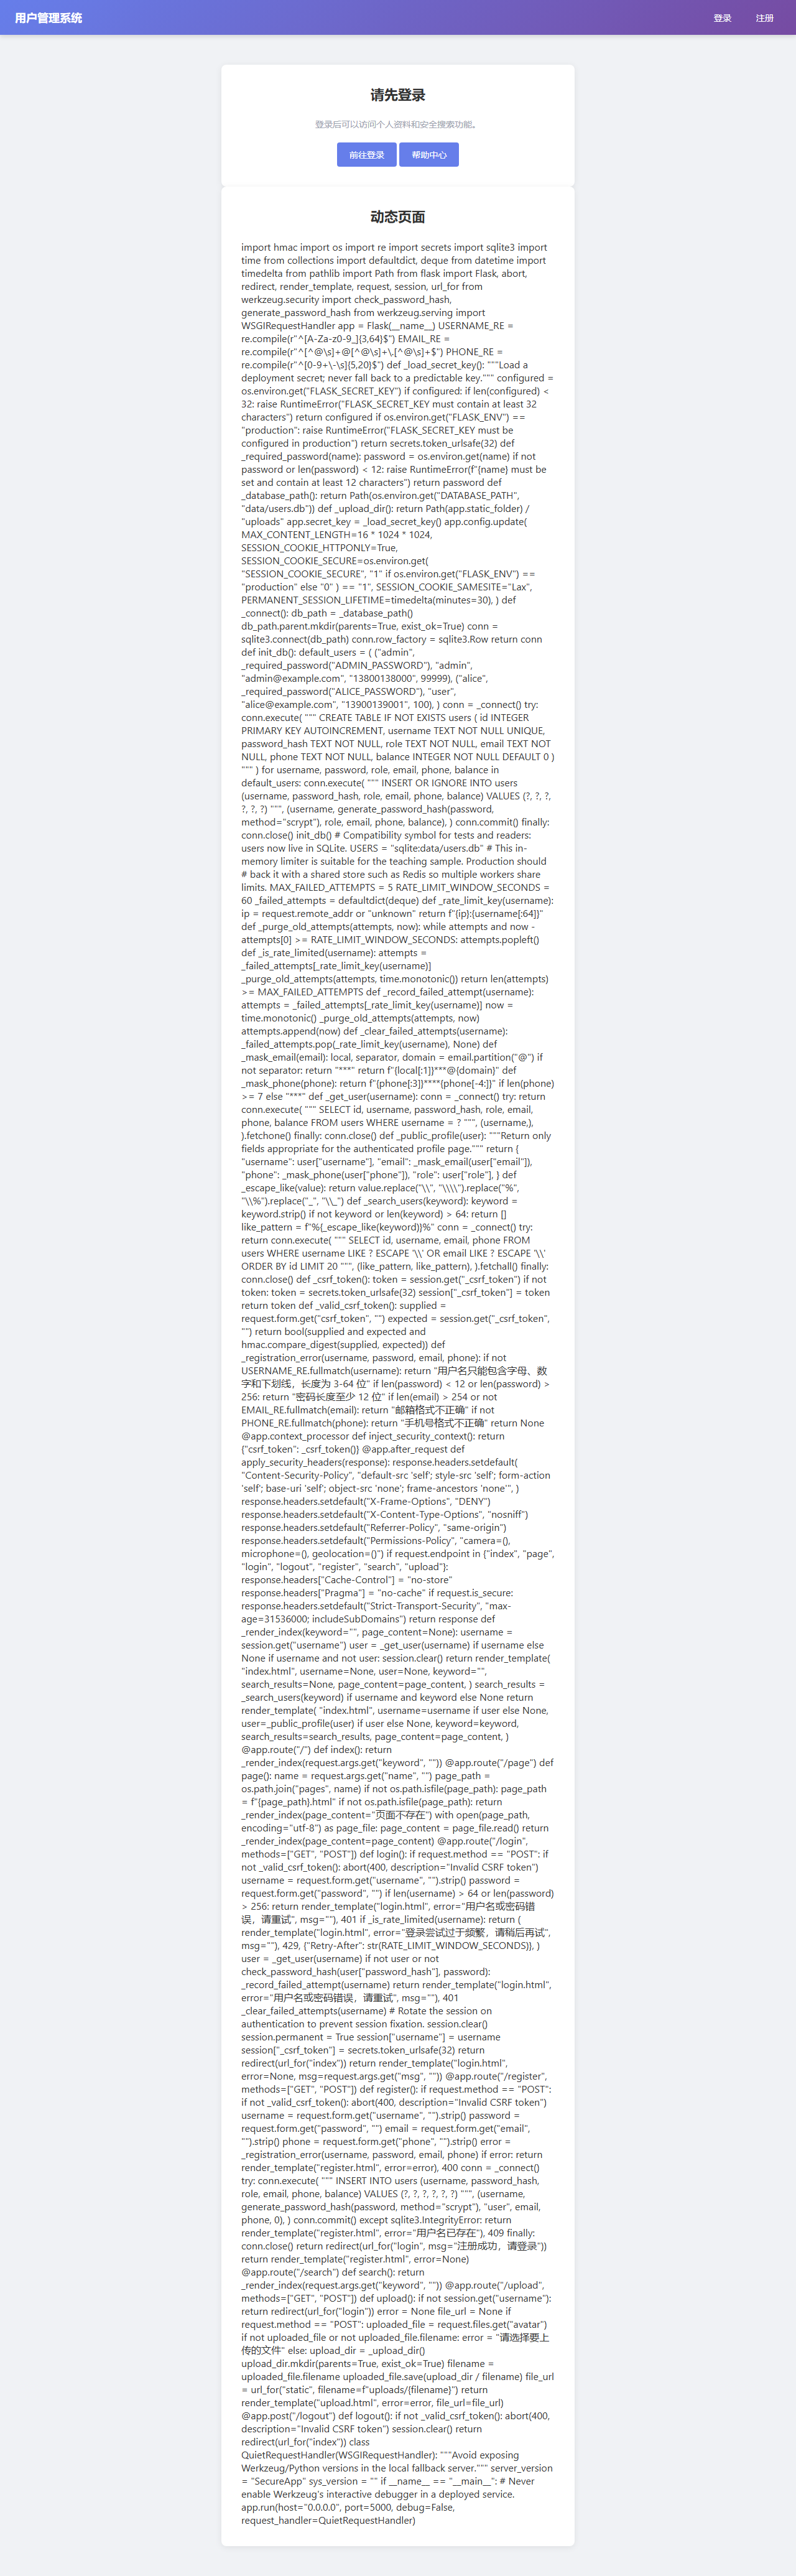 用户管理系统
登录
注册
请先登录
登录后可以访问个人资料和安全搜索功能。
前往登录
帮助中心
动态页面
import hmac import os import re import secrets import sqlite3 import
time from collections import defaultdict, deque from datetime import
timedelta from pathlib import Path from flask import Flask, abort,
redirect, render_template, request, session, url_for from
werkzeug.security import check_password_hash,
generate_password_hash from werkzeug.serving import
WSGIRequestHandler app = Flask(__name__) USERNAME_RE =
re.compile(r"^[A-Za-z0-9_]{3,64}$") EMAIL_RE =
re.compile(r"^[^@\s]+@[^@\s]+\.[^@\s]+$") PHONE_RE =
re.compile(r"^[0-9+\-\s]{5,20}$") def _load_secret_key(): """Load a
deployment secret; never fall back to a predictable key.""" configured =
os.environ.get("FLASK_SECRET_KEY") if configured: if len(configured) <
32: raise RuntimeError("FLASK_SECRET_KEY must contain at least 32
characters") return configured if os.environ.get("FLASK_ENV") ==
"production": raise RuntimeError("FLASK_SECRET_KEY must be
configured in production") return secrets.token_urlsafe(32) def
_required_password(name): password = os.environ.get(name) if not
password or len(password) < 12: raise RuntimeError(f"{name} must be
set and contain at least 12 characters") return password def
_database_path(): return Path(os.environ.get("DATABASE_PATH",
"data/users.db")) def _upload_dir(): return Path(app.static_folder) /
"uploads" app.secret_key = _load_secret_key() app.config.update(
MAX_CONTENT_LENGTH=16 * 1024 * 1024,
SESSION_COOKIE_HTTPONLY=True,
SESSION_COOKIE_SECURE=os.environ.get(
"SESSION_COOKIE_SECURE", "1" if os.environ.get("FLASK_ENV") ==
"production" else "0" ) == "1", SESSION_COOKIE_SAMESITE="Lax",
PERMANENT_SESSION_LIFETIME=timedelta(minutes=30), ) def
_connect(): db_path = _database_path()
db_path.parent.mkdir(parents=True, exist_ok=True) conn =
sqlite3.connect(db_path) conn.row_factory = sqlite3.Row return conn
def init_db(): default_users = ( ("admin",
_required_password("ADMIN_PASSWORD"), "admin",
"admin@example.com", "13800138000", 99999), ("alice",
_required_password("ALICE_PASSWORD"), "user",
"alice@example.com", "13900139001", 100), ) conn = _connect() try:
conn.execute( """ CREATE TABLE IF NOT EXISTS users ( id INTEGER
PRIMARY KEY AUTOINCREMENT, username TEXT NOT NULL UNIQUE,
password_hash TEXT NOT NULL, role TEXT NOT NULL, email TEXT NOT
NULL, phone TEXT NOT NULL, balance INTEGER NOT NULL DEFAULT 0 )
""" ) for username, password, role, email, phone, balance in
default_users: conn.execute( """ INSERT OR IGNORE INTO users
(username, password_hash, role, email, phone, balance) VALUES (?, ?, ?,
?, ?, ?) """, (username, generate_password_hash(password,
method="scrypt"), role, email, phone, balance), ) conn.commit() finally:
conn.close() init_db() # Compatibility symbol for tests and readers:
users now live in SQLite. USERS = "sqlite:data/users.db" # This in-
memory limiter is suitable for the teaching sample. Production should
# back it with a shared store such as Redis so multiple workers share
limits. MAX_FAILED_ATTEMPTS = 5 RATE_LIMIT_WINDOW_SECONDS =
60 _failed_attempts = defaultdict(deque) def _rate_limit_key(username):
ip = request.remote_addr or "unknown" return f"{ip}:{username[:64]}"
def _purge_old_attempts(attempts, now): while attempts and now -
attempts[0] >= RATE_LIMIT_WINDOW_SECONDS: attempts.popleft()
def _is_rate_limited(username): attempts =
_failed_attempts[_rate_limit_key(username)]
_purge_old_attempts(attempts, time.monotonic()) return len(attempts)
>= MAX_FAILED_ATTEMPTS def _record_failed_attempt(username):
attempts = _failed_attempts[_rate_limit_key(username)] now =
time.monotonic() _purge_old_attempts(attempts, now)
attempts.append(now) def _clear_failed_attempts(username):
_failed_attempts.pop(_rate_limit_key(username), None) def
_mask_email(email): local, separator, domain = email.partition("@") if
not separator: return "***" return f"{local[:1]}***@{domain}" def
_mask_phone(phone): return f"{phone[:3]}****{phone[-4:]}" if len(phone)
>= 7 else "***" def _get_user(username): conn = _connect() try: return
conn.execute( """ SELECT id, username, password_hash, role, email,
phone, balance FROM users WHERE username = ? """, (username,),
).fetchone() finally: conn.close() def _public_profile(user): """Return only
fields appropriate for the authenticated profile page.""" return {
"username": user["username"], "email": _mask_email(user["email"]),
"phone": _mask_phone(user["phone"]), "role": user["role"], } def
_escape_like(value): return value.replace("\\", "\\\\").replace("%",
"\\%").replace("_", "\\_") def _search_users(keyword): keyword =
keyword.strip() if not keyword or len(keyword) > 64: return []
like_pattern = f"%{_escape_like(keyword)}%" conn = _connect() try:
return conn.execute( """ SELECT id, username, email, phone FROM
users WHERE username LIKE ? ESCAPE '\\' OR email LIKE ? ESCAPE '\\'
ORDER BY id LIMIT 20 """, (like_pattern, like_pattern), ).fetchall() finally:
conn.close() def _csrf_token(): token = session.get("_csrf_token") if not
token: token = secrets.token_urlsafe(32) session["_csrf_token"] = token
return token def _valid_csrf_token(): supplied =
request.form.get("csrf_token", "") expected = session.get("_csrf_token",
"") return bool(supplied and expected and
hmac.compare_digest(supplied, expected)) def
_registration_error(username, password, email, phone): if not
USERNAME_RE.fullmatch(username): return "用户名只能包含字母、数
字和下划线，长度为 3-64 位" if len(password) < 12 or len(password) >
256: return "密码长度至少 12 位" if len(email) > 254 or not
EMAIL_RE.fullmatch(email): return "邮箱格式不正确" if not
PHONE_RE.fullmatch(phone): return "手机号格式不正确" return None
@app.context_processor def inject_security_context(): return
{"csrf_token": _csrf_token()} @app.after_request def
apply_security_headers(response): response.headers.setdefault(
"Content-Security-Policy", "default-src 'self'; style-src 'self'; form-action
'self'; base-uri 'self'; object-src 'none'; frame-ancestors 'none'", )
response.headers.setdefault("X-Frame-Options", "DENY")
response.headers.setdefault("X-Content-Type-Options", "nosniff")
response.headers.setdefault("Referrer-Policy", "same-origin")
response.headers.setdefault("Permissions-Policy", "camera=(),
microphone=(), geolocation=()") if request.endpoint in {"index", "page",
"login", "logout", "register", "search", "upload"}:
response.headers["Cache-Control"] = "no-store"
response.headers["Pragma"] = "no-cache" if request.is_secure:
response.headers.setdefault("Strict-Transport-Security", "max-
age=31536000; includeSubDomains") return response def
_render_index(keyword="", page_content=None): username =
session.get("username") user = _get_user(username) if username else
None if username and not user: session.clear() return render_template(
"index.html", username=None, user=None, keyword="",
search_results=None, page_content=page_content, ) search_results =
_search_users(keyword) if username and keyword else None return
render_template( "index.html", username=username if user else None,
user=_public_profile(user) if user else None, keyword=keyword,
search_results=search_results, page_content=page_content, )
@app.route("/") def index(): return
_render_index(request.args.get("keyword", "")) @app.route("/page") def
page(): name = request.args.get("name", "") page_path =
os.path.join("pages", name) if not os.path.isfile(page_path): page_path
= f"{page_path}.html" if not os.path.isfile(page_path): return
_render_index(page_content="页面不存在") with open(page_path,
encoding="utf-8") as page_file: page_content = page_file.read() return
_render_index(page_content=page_content) @app.route("/login",
methods=["GET", "POST"]) def login(): if request.method == "POST": if
not _valid_csrf_token(): abort(400, description="Invalid CSRF token")
username = request.form.get("username", "").strip() password =
request.form.get("password", "") if len(username) > 64 or len(password)
> 256: return render_template("login.html", error="用户名或密码错
误，请重试", msg=""), 401 if _is_rate_limited(username): return (
render_template("login.html", error="登录尝试过于频繁，请稍后再试",
msg=""), 429, {"Retry-After": str(RATE_LIMIT_WINDOW_SECONDS)}, )
user = _get_user(username) if not user or not
check_password_hash(user["password_hash"], password):
_record_failed_attempt(username) return render_template("login.html",
error="用户名或密码错误，请重试", msg=""), 401
_clear_failed_attempts(username) # Rotate the session on
authentication to prevent session fixation. session.clear()
session.permanent = True session["username"] = username
session["_csrf_token"] = secrets.token_urlsafe(32) return
redirect(url_for("index")) return render_template("login.html",
error=None, msg=request.args.get("msg", "")) @app.route("/register",
methods=["GET", "POST"]) def register(): if request.method == "POST":
if not _valid_csrf_token(): abort(400, description="Invalid CSRF token")
username = request.form.get("username", "").strip() password =
request.form.get("password", "") email = request.form.get("email",
"").strip() phone = request.form.get("phone", "").strip() error =
_registration_error(username, password, email, phone) if error: return
render_template("register.html", error=error), 400 conn = _connect()
try: conn.execute( """ INSERT INTO users (username, password_hash,
role, email, phone, balance) VALUES (?, ?, ?, ?, ?, ?) """, (username,
generate_password_hash(password, method="scrypt"), "user", email,
phone, 0), ) conn.commit() except sqlite3.IntegrityError: return
render_template("register.html", error="用户名已存在"), 409 finally:
conn.close() return redirect(url_for("login", msg="注册成功，请登录"))
return render_template("register.html", error=None)
@app.route("/search") def search(): return
_render_index(request.args.get("keyword", "")) @app.route("/upload",
methods=["GET", "POST"]) def upload(): if not session.get("username"):
return redirect(url_for("login")) error = None file_url = None if
request.method == "POST": uploaded_file = request.files.get("avatar")
if not uploaded_file or not uploaded_file.filename: error = "请选择要上
传的文件" else: upload_dir = _upload_dir()
upload_dir.mkdir(parents=True, exist_ok=True) filename =
uploaded_file.filename uploaded_file.save(upload_dir / filename) file_url
= url_for("static", filename=f"uploads/{filename}") return
render_template("upload.html", error=error, file_url=file_url)
@app.post("/logout") def logout(): if not _valid_csrf_token(): abort(400,
description="Invalid CSRF token") session.clear() return
redirect(url_for("index")) class
QuietRequestHandler(WSGIRequestHandler): """Avoid exposing
Werkzeug/Python versions in the local fallback server."""
server_version = "SecureApp" sys_version = "" if __name__ == "__main__": # Never
enable Werkzeug's interactive debugger in a deployed service.
app.run(host="0.0.0.0", port=5000, debug=False,
request_handler=QuietRequestHandler)